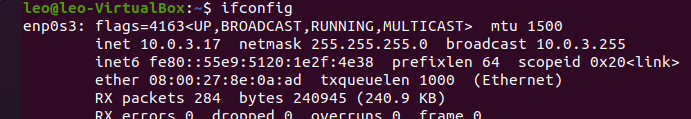 leo@leo-VirtualBox:~$ ifconfig
enp0s3: flags=4163<UP,BROADCAST,RUNNING,MULTICAST>  mtu 1500
        inet 10.0.3.17  netmask 255.255.255.0  broadcast 10.0.3.255
        inet6 fe80::55e9:5120:1e2f:4e38  prefixlen 64  scopeid 0x20<link>
        ether 08:00:27:8e:0a:ad  txqueuelen 1000  (Ethernet)
        RX packets 284  bytes 240945 (240.9 KB)
        RX errors 0  dropped 0  overruns 0  frame 0